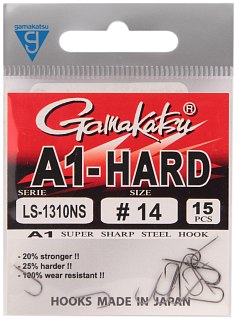 gamakatsu
Gamakatsu®
A1-HARD
SERIE SIZE
LS-1310NS #14 15 PCS
A1 SUPER SHARP STEEL HOOK
- 20% stronger !!
- 25% harder !!
- 100% wear resistant !!
HOOKS MADE IN JAPAN